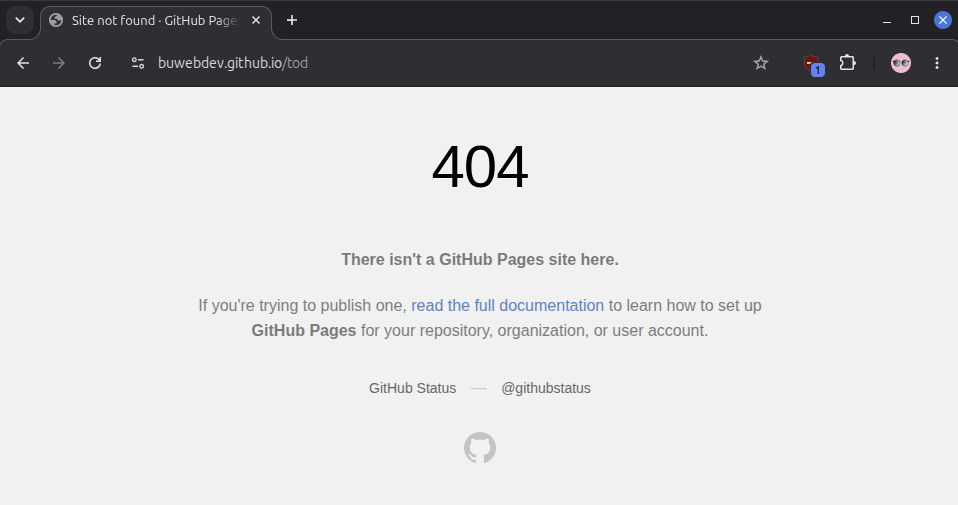 Site not found · GitHub Page
buwebdev.github.io/tod
1
404
There isn't a GitHub Pages site here.
If you're trying to publish one, read the full documentation to learn how to set up
GitHub Pages for your repository, organization, or user account.
GitHub Status — @githubstatus